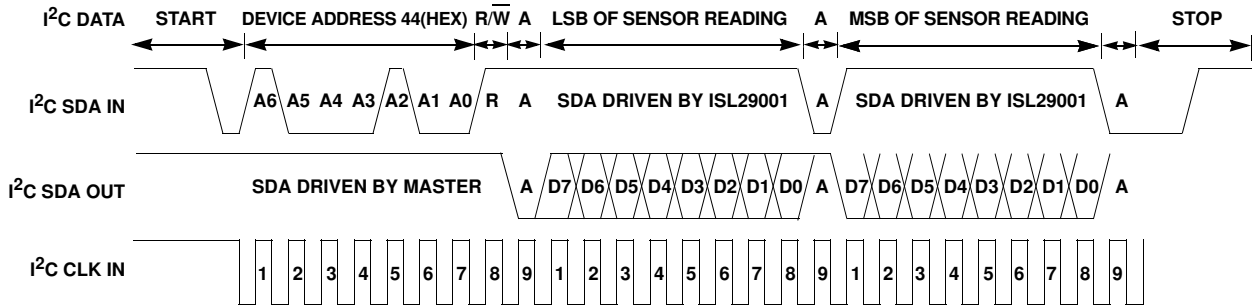 I²C DATA START DEVICE ADDRESS 44(HEX) R/W̅ A LSB OF SENSOR READING A MSB OF SENSOR READING STOP
I²C SDA IN A6 A5 A4 A3 A2 A1 A0 R A SDA DRIVEN BY ISL29001 A SDA DRIVEN BY ISL29001 A
I²C SDA OUT SDA DRIVEN BY MASTER A D7 D6 D5 D4 D3 D2 D1 D0 A D7 D6 D5 D4 D3 D2 D1 D0 A
I²C CLK IN 1 2 3 4 5 6 7 8 9 1 2 3 4 5 6 7 8 9 1 2 3 4 5 6 7 8 9